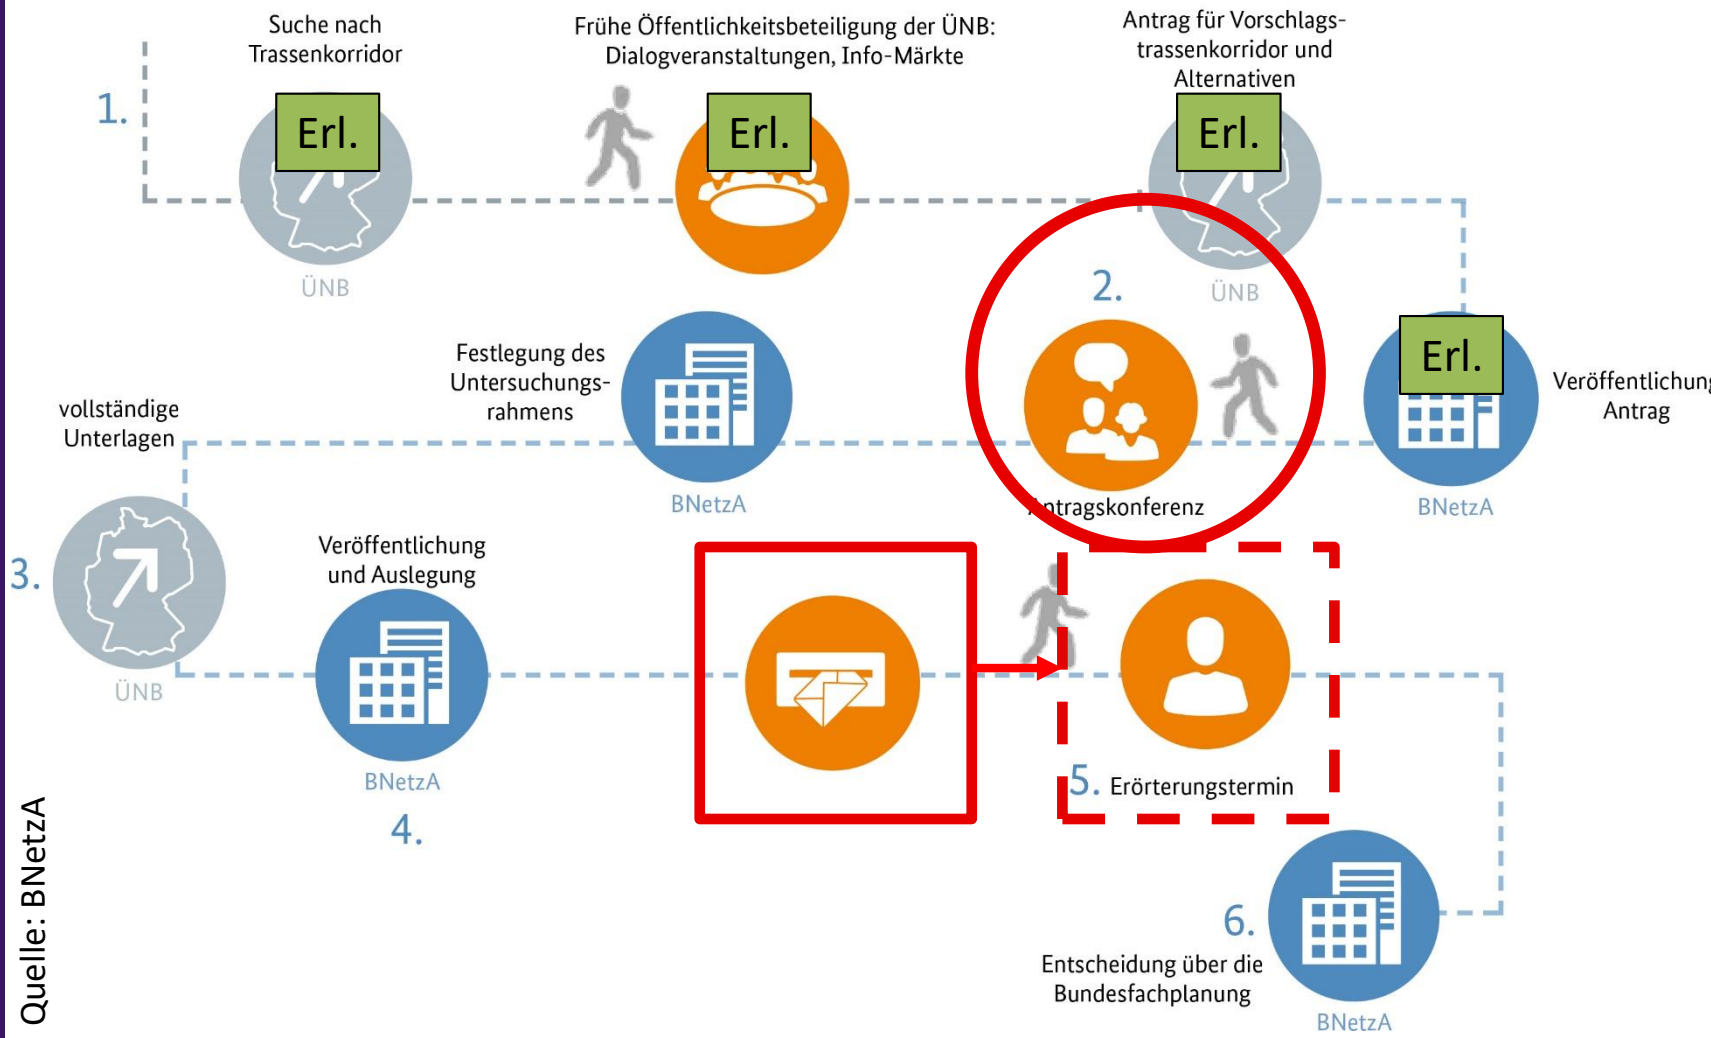 Suche nach
Trassenkorridor
Frühe Öffentlichkeitsbeteiligung der ÜNB:
Dialogveranstaltungen, Info-Märkte
Antrag für Vorschlags-
trassenkorridor und
Alternativen
1.
Erl.
Erl.
Erl.
ÜNB
ÜNB
2.
Festlegung des
Untersuchungs-
rahmens
BNetzA
Antragskonferenz
Erl.
Veröffentlichung
Antrag
BNetzA
vollständige
Unterlagen
3.
ÜNB
Veröffentlichung
und Auslegung
BNetzA
4.
5. Erörterungstermin
6.
Entscheidung über die
Bundesfachplanung
BNetzA
Quelle: BNetzA